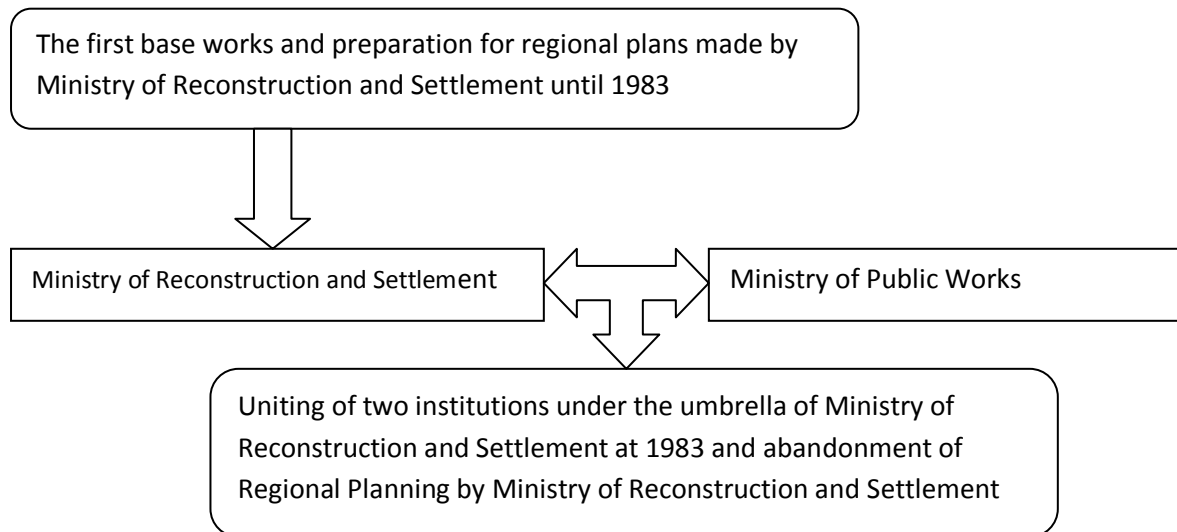 The first base works and preparation for regional plans made by
Ministry of Reconstruction and Settlement until 1983
Ministry of Reconstruction and Settlement
Ministry of Public Works
Uniting of two institutions under the umbrella of Ministry of
Reconstruction and Settlement at 1983 and abandonment of
Regional Planning by Ministry of Reconstruction and Settlement